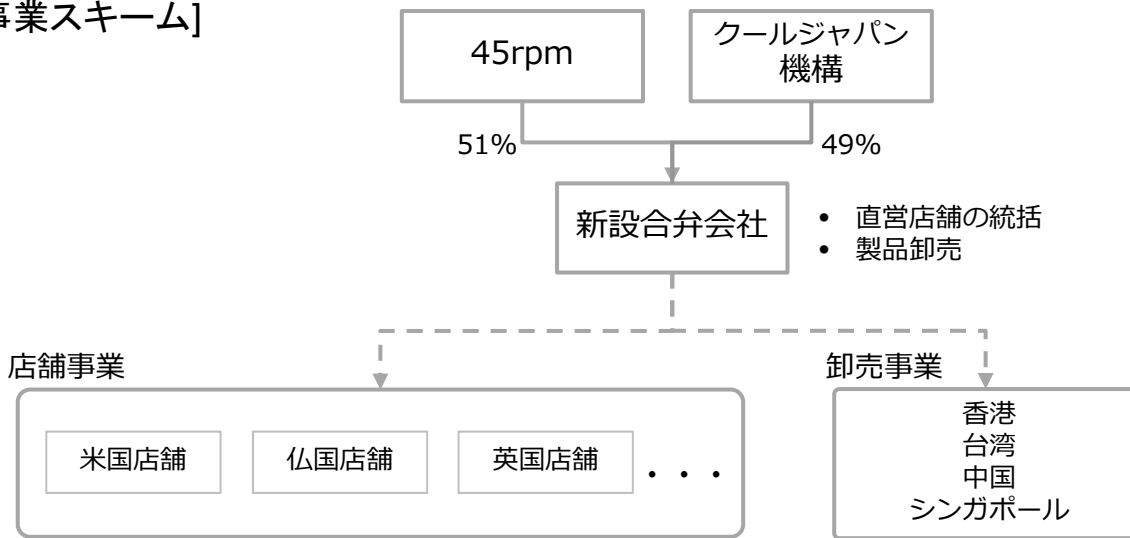 事業スキーム]
45rpm
クールジャパン
機構
51%
49%
新設合弁会社
• 直営店舗の統括
• 製品卸売
店舗事業
米国店舗
仏国店舗
英国店舗
・・・
卸売事業
香港
台湾
中国
シンガポール